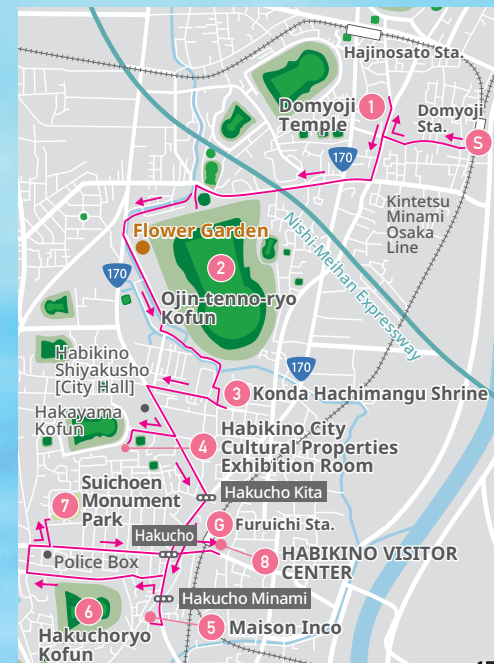 Hajinosato Sta.
Domyoji
Temple
1
Domyoji
Sta.
S
170
Kintetsu
Minami
Osaka
Line
Flower Garden
Nishi-Meihan Expressway
2
170
Ojin-tenno-ryo
Kofun
170
Habikino
Shiyakusho
[City Hall]
3 Konda Hachimangu Shrine
Hakayama
Kofun
4
Habikino City
Cultural Properties
Exhibition Room
7
Suichoen
Monument
Park
Hakucho Kita
G Furuichi Sta.
Hakucho
Police Box
8
HABIKINO VISITOR
CENTER
Hakucho Minami
6
Hakuchoryo
Kofun
5 Maison Inco